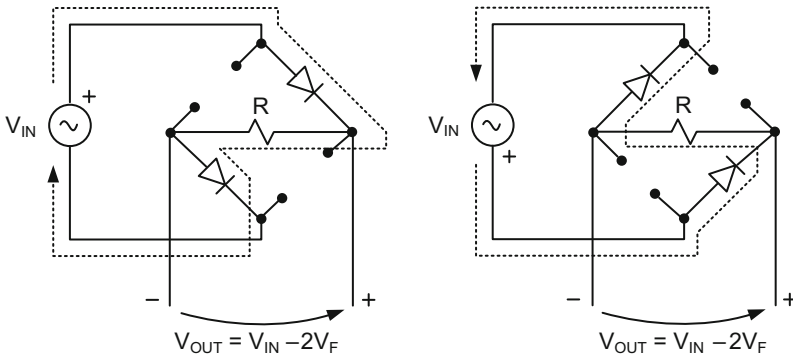 +
R
V_IN
− +
V_OUT = V_IN −2V_F
R
V_IN
+
− +
V_OUT = V_IN −2V_F